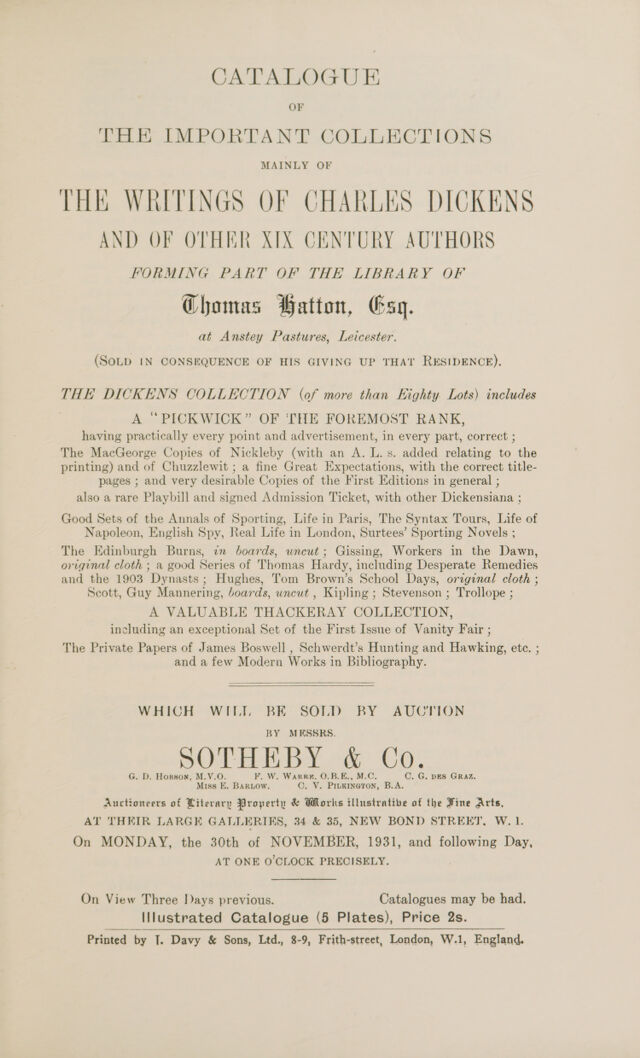 CATALOGUE
OF
THE IMPORTANT COLLECTIONS
MAINLY OF
THE WRITINGS OF CHARLES DICKENS
AND OF OTHER XIX CENTURY AUTHORS
FORMING PART OF THE LIBRARY OF
Thomas Hatton, Esq.
at Anstey Pastures, Leicester.
(SOLD IN CONSEQUENCE OF HIS GIVING UP THAT RESIDENCE).
THE DICKENS COLLECTION (of more than Eighty Lots) includes
A "PICKWICK" OF THE FOREMOST RANK,
having practically every point and advertisement, in every part, correct ;
The MacGeorge Copies of Nickleby (with an A. L. s. added relating to the
printing) and of Chuzzlewit ; a fine Great Expectations, with the correct title-
pages ; and very desirable Copies of the First Editions in general ;
also a rare Playbill and signed Admission Ticket, with other Dickensiana ;
Good Sets of the Annals of Sporting, Life in Paris, The Syntax Tours, Life of
Napoleon, English Spy, Real Life in London, Surtees' Sporting Novels ;
The Edinburgh Burns, in boards, uncut ; Gissing, Workers in the Dawn,
original cloth ; a good Series of Thomas Hardy, including Desperate Remedies
and the 1903 Dynasts ; Hughes, Tom Brown's School Days, original cloth ;
Scott, Guy Mannering, boards, uncut , Kipling ; Stevenson ; Trollope ;
A VALUABLE THACKERAY COLLECTION,
including an exceptional Set of the First Issue of Vanity Fair ;
The Private Papers of James Boswell , Schwerdt's Hunting and Hawking, etc. ;
and a few Modern Works in Bibliography.
WHICH WILL BE SOLD BY AUCTION
BY MESSRS.
SOTHEBY & Co.
G. D. HOBSON, M.V.O. F. W. WARRE, O.B.E., M.C. C. G. DES GRAZ.
MISS E. BARLOW. C. V. PILKINGTON, B.A.
Auctioneers of Literary Property & Works illustrative of the Fine Arts,
AT THEIR LARGE GALLERIES, 34 & 35, NEW BOND STREET, W. 1.
On MONDAY, the 30th of NOVEMBER, 1931, and following Day,
AT ONE O'CLOCK PRECISELY.
On View Three Days previous. Catalogues may be had.
Illustrated Catalogue (5 Plates), Price 2s.
Printed by J. Davy & Sons, Ltd., 8-9, Frith-street, London, W.1, England.